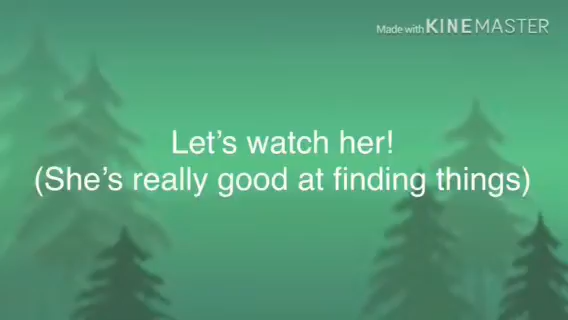 Made with KINEMASTER
Let's watch her!
(She's really good at finding things)